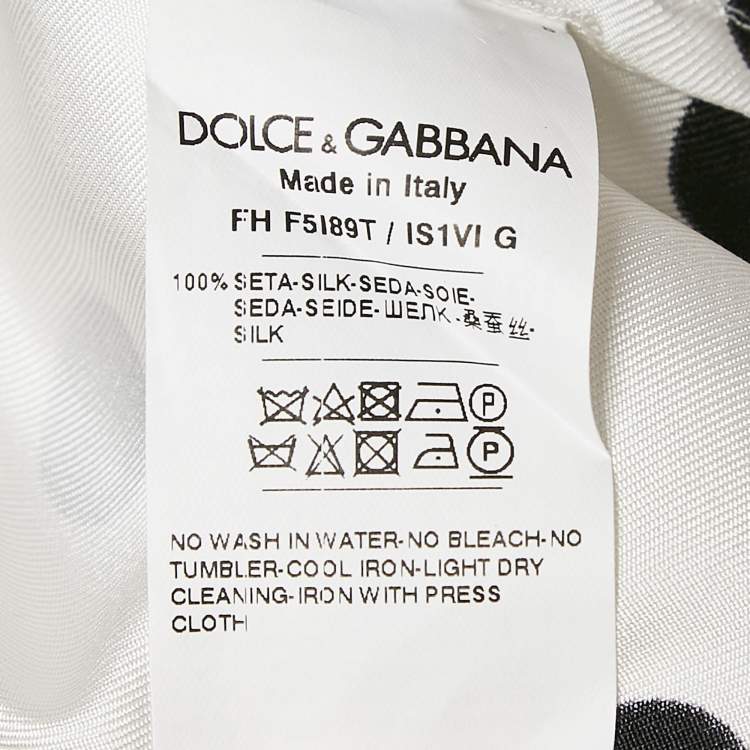 DOLCE & GABBANA
Made in Italy
FH F5I89T / IS1VI G
100% SETA-SILK-SEDA-SOIE-
SEDA-SEIDE-ШЕЛК-桑蚕丝-
SILK
P
P
NO WASH IN WATER-NO BLEACH-NO
TUMBLER-COOL IRON-LIGHT DRY
CLEANING-IRON WITH PRESS
CLOTH